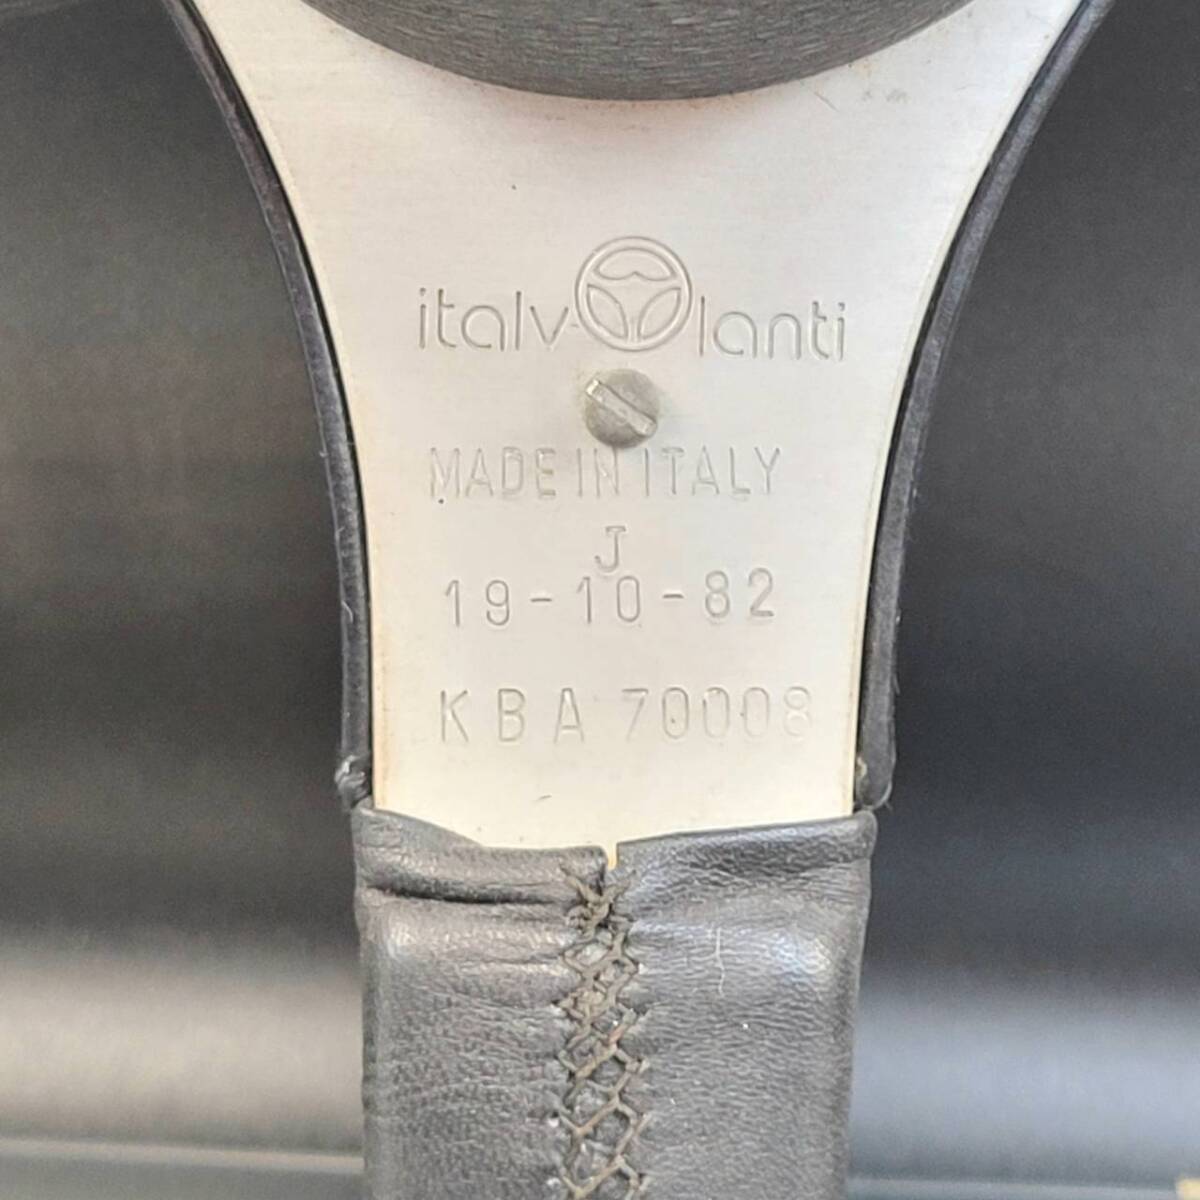 italvolanti
MADE IN ITALY
J
19-10-82
KBA 70008